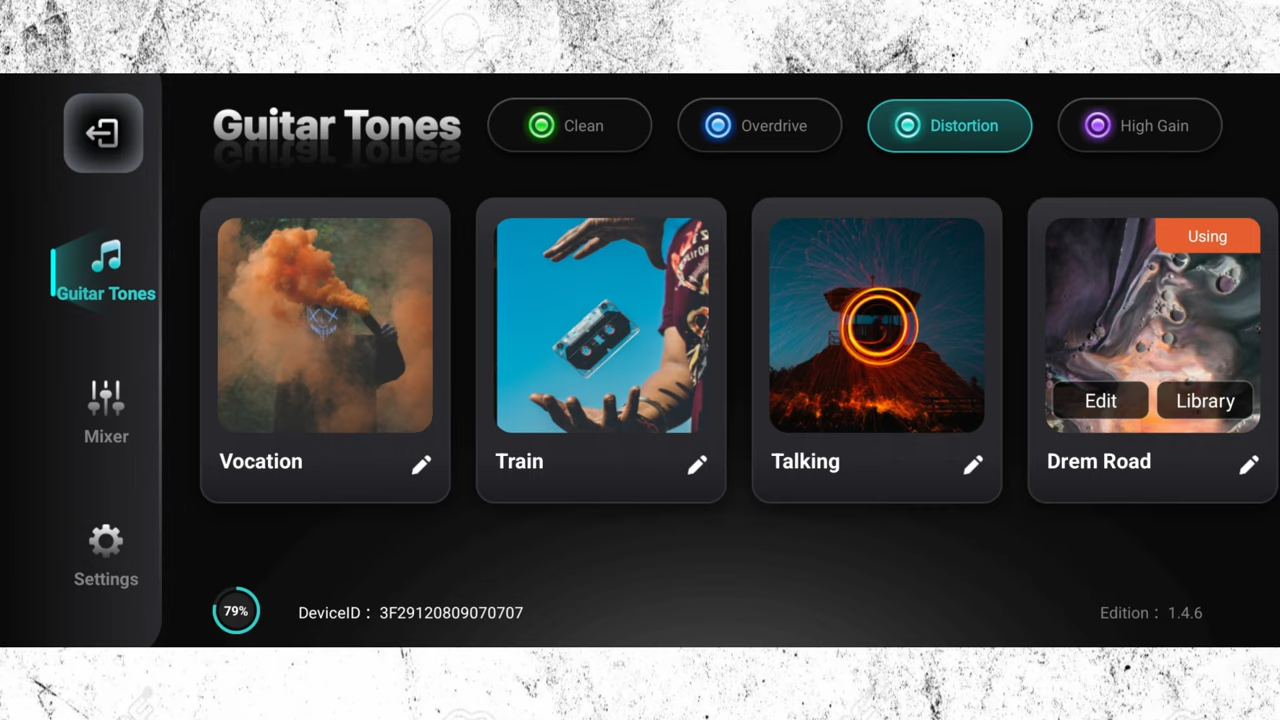 Guitar Tones
Clean
Overdrive
Distortion
High Gain
Guitar Tones
Mixer
Settings
Using
Edit
Library
Vocation
Train
Talking
Drem Road
79%
DeviceID： 3F29120809070707
Edition： 1.4.6